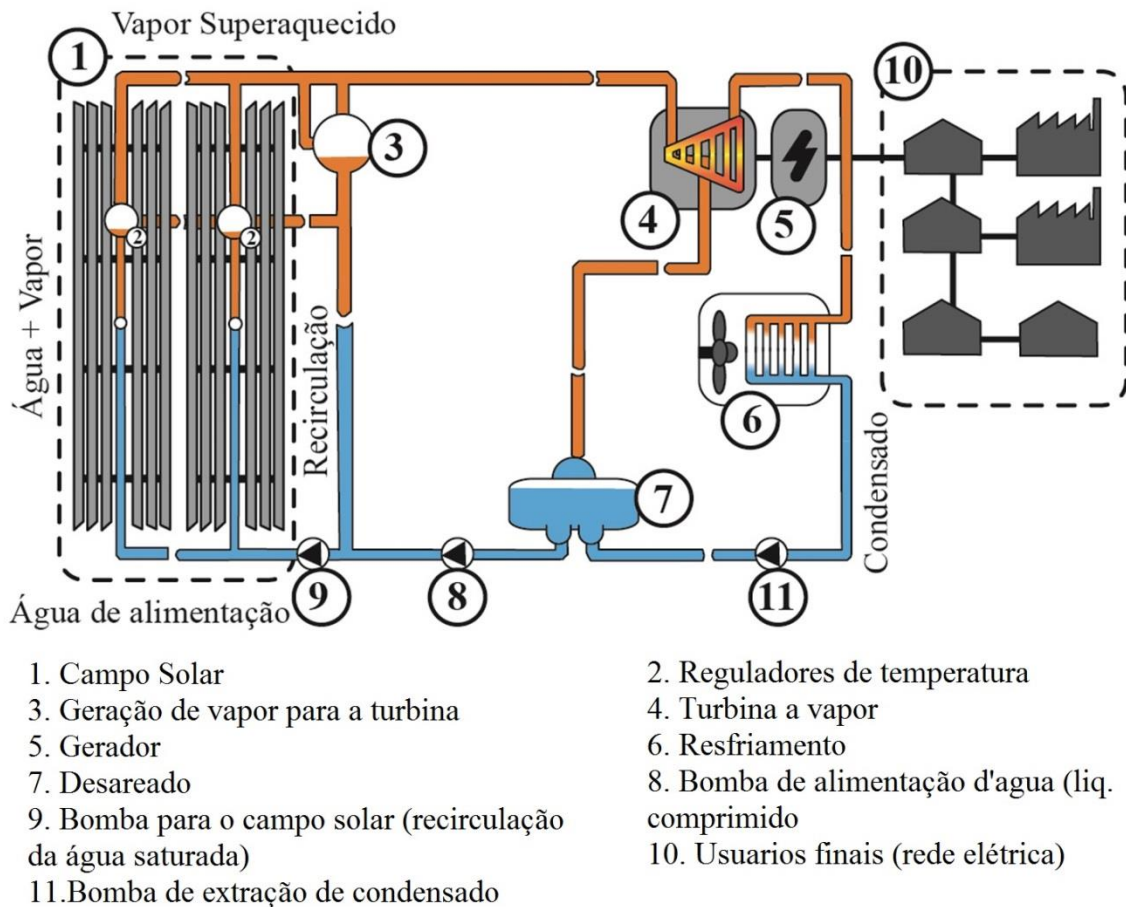 Vapor Superaquecido
1
10
3
2
2
4
5
Água + Vapor
Recirculação
6
7
Condensado
9
8
11
Água de alimentação
1. Campo Solar
2. Reguladores de temperatura
3. Geração de vapor para a turbina
4. Turbina a vapor
5. Gerador
6. Resfriamento
7. Desareado
8. Bomba de alimentação d'agua (liq.
comprimido
9. Bomba para o campo solar (recirculação
da água saturada)
10. Usuarios finais (rede elétrica)
11.Bomba de extração de condensado